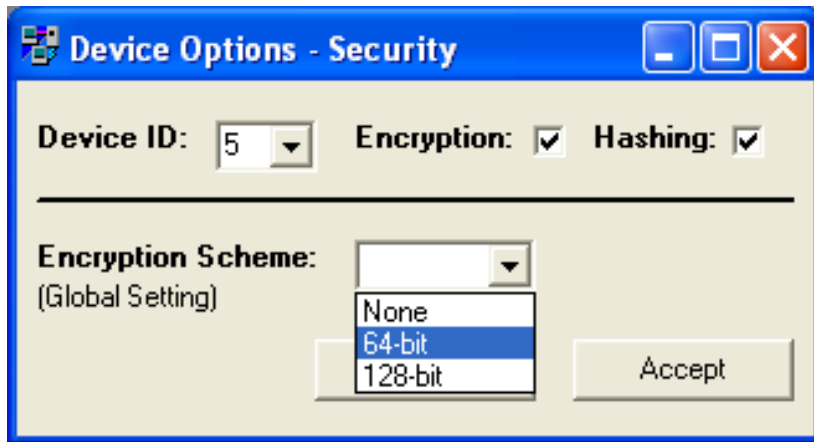 Device Options - Security
Device ID: 5 Encryption: Hashing:
Encryption Scheme:
(Global Setting)
None
64-bit
128-bit
Accept